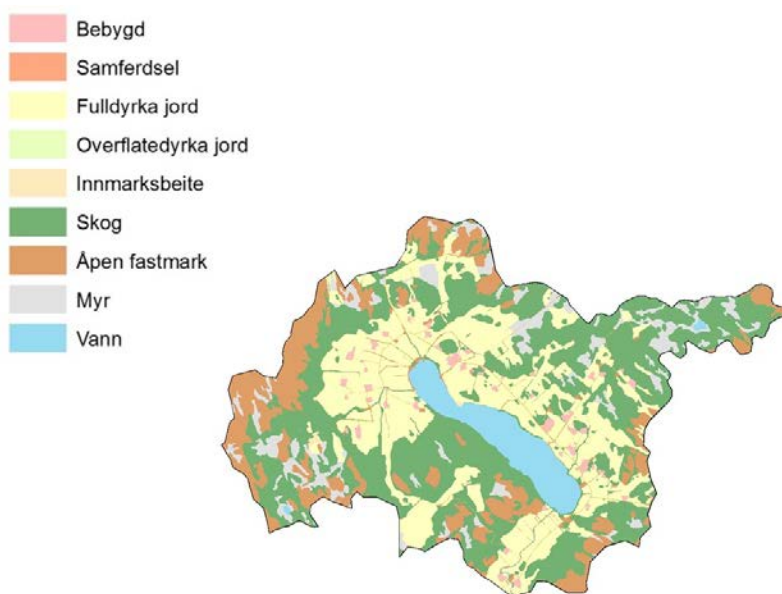 Bebygd
Samferdsel
Fulldyrka jord
Overflatedyrka jord
Innmarksbeite
Skog
Åpen fastmark
Myr
Vann